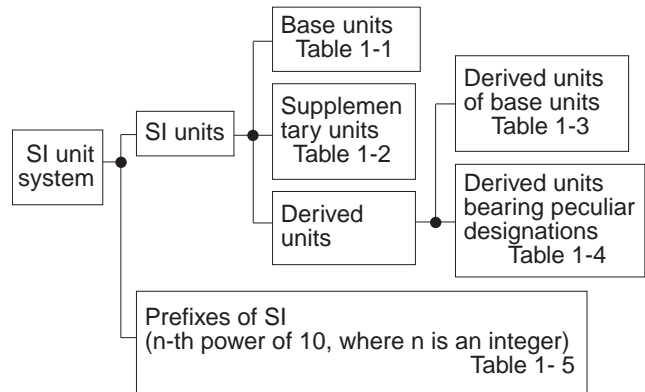 Base units
Table 1-1
SI units
Supplemen
tary units
Table 1-2
Derived units
of base units
Table 1-3
SI unit
system
Derived
units
Derived units
bearing peculiar
designations
Table 1-4
Prefixes of SI
(n-th power of 10, where n is an integer)
Table 1- 5